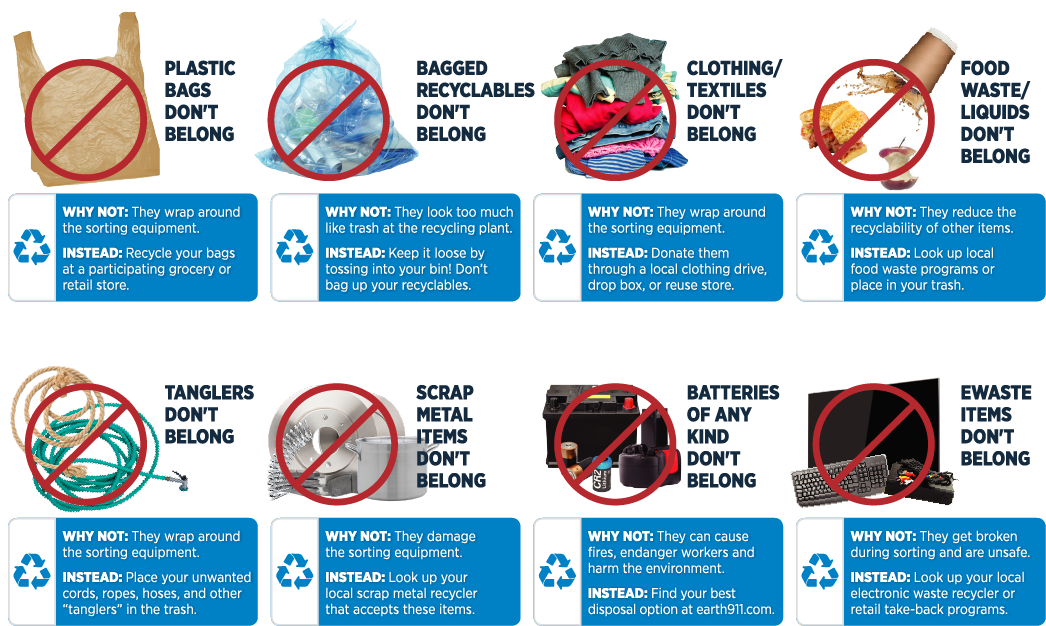 PLASTIC
BAGS
DON'T
BELONG
WHY NOT: They wrap around
the sorting equipment.
INSTEAD: Recycle your bags
at a participating grocery or
retail store.
BAGGED
RECYCLABLES
DON'T
BELONG
WHY NOT: They look too much
like trash at the recycling plant.
INSTEAD: Keep it loose by
tossing into your bin! Don't
bag up your recyclables.
CLOTHING/
TEXTILES
DON'T
BELONG
WHY NOT: They wrap around
the sorting equipment.
INSTEAD: Donate them
through a local clothing drive,
drop box, or reuse store.
FOOD
WASTE/
LIQUIDS
DON'T
BELONG
WHY NOT: They reduce the
recyclability of other items.
INSTEAD: Look up local
food waste programs or
place in your trash.
TANGLERS
DON'T
BELONG
WHY NOT: They wrap around
the sorting equipment.
INSTEAD: Place your unwanted
cords, ropes, hoses, and other
“tanglers” in the trash.
SCRAP
METAL
ITEMS
DON'T
BELONG
WHY NOT: They damage
the sorting equipment.
INSTEAD: Look up your
local scrap metal recycler
that accepts these items.
BATTERIES
OF ANY
KIND
DON'T
BELONG
CR2
Lithium
WHY NOT: They can cause
fires, endanger workers and
harm the environment.
INSTEAD: Find your best
disposal option at earth911.com.
EWASTE
ITEMS
DON'T
BELONG
WHY NOT: They get broken
during sorting and are unsafe.
INSTEAD: Look up your local
electronic waste recycler or
retail take-back programs.